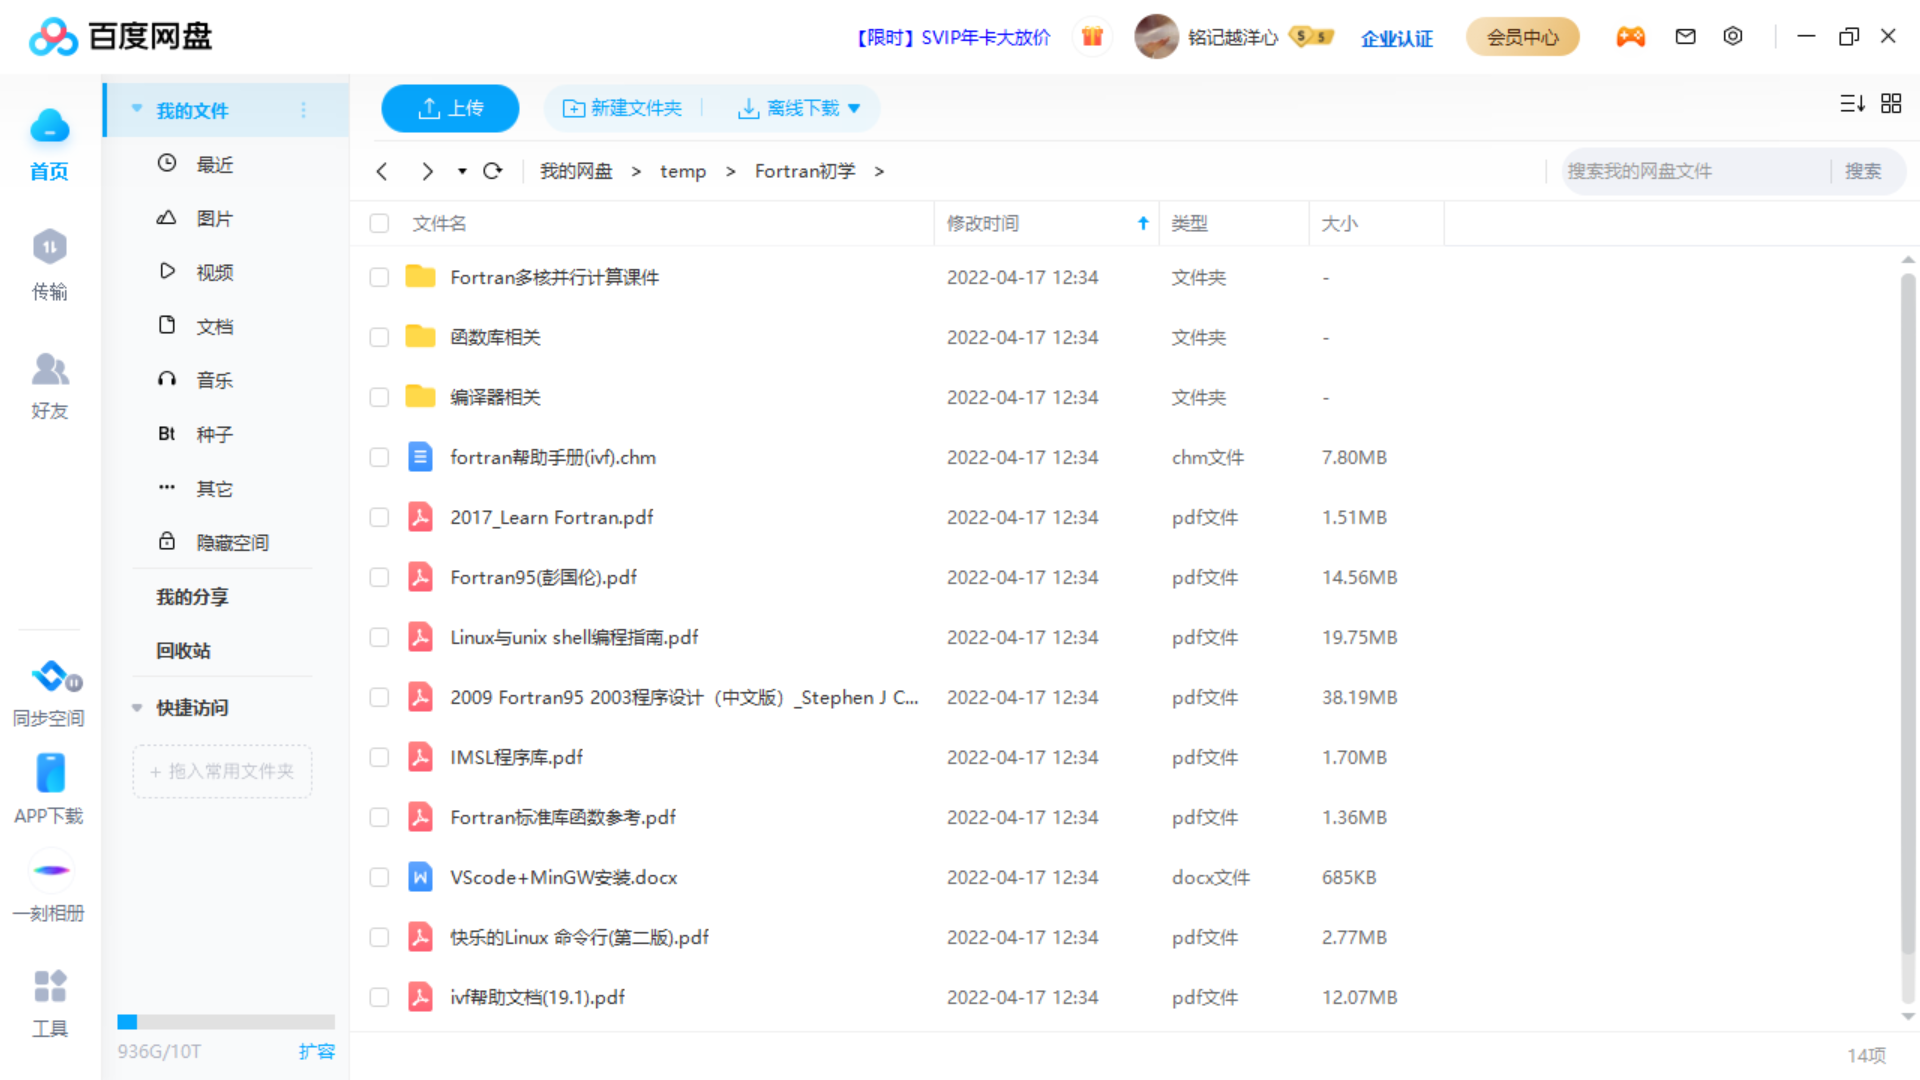 百度网盘
【限时】SVIP年卡大放价
铭记越洋心
S 5
企业认证
会员中心
首页
传输
好友
同步空间
APP下载
一刻相册
工具
我的文件
最近
图片
视频
文档
音乐
Bt 种子
其它
隐藏空间
我的分享
回收站
快捷访问
+ 拖入常用文件夹
936G/10T
扩容
上传
新建文件夹
离线下载
我的网盘 > temp > Fortran初学 >
搜索我的网盘文件
搜索
文件名 修改时间 类型 大小
Fortran多核并行计算课件 2022-04-17 12:34 文件夹 -
函数库相关 2022-04-17 12:34 文件夹 -
编译器相关 2022-04-17 12:34 文件夹 -
fortran帮助手册(ivf).chm 2022-04-17 12:34 chm文件 7.80MB
2017_Learn Fortran.pdf 2022-04-17 12:34 pdf文件 1.51MB
Fortran95(彭国伦).pdf 2022-04-17 12:34 pdf文件 14.56MB
Linux与unix shell编程指南.pdf 2022-04-17 12:34 pdf文件 19.75MB
2009 Fortran95 2003程序设计（中文版）_Stephen J C... 2022-04-17 12:34 pdf文件 38.19MB
IMSL程序库.pdf 2022-04-17 12:34 pdf文件 1.70MB
Fortran标准库函数参考.pdf 2022-04-17 12:34 pdf文件 1.36MB
VScode+MinGW安装.docx 2022-04-17 12:34 docx文件 685KB
快乐的Linux 命令行(第二版).pdf 2022-04-17 12:34 pdf文件 2.77MB
ivf帮助文档(19.1).pdf 2022-04-17 12:34 pdf文件 12.07MB
14项